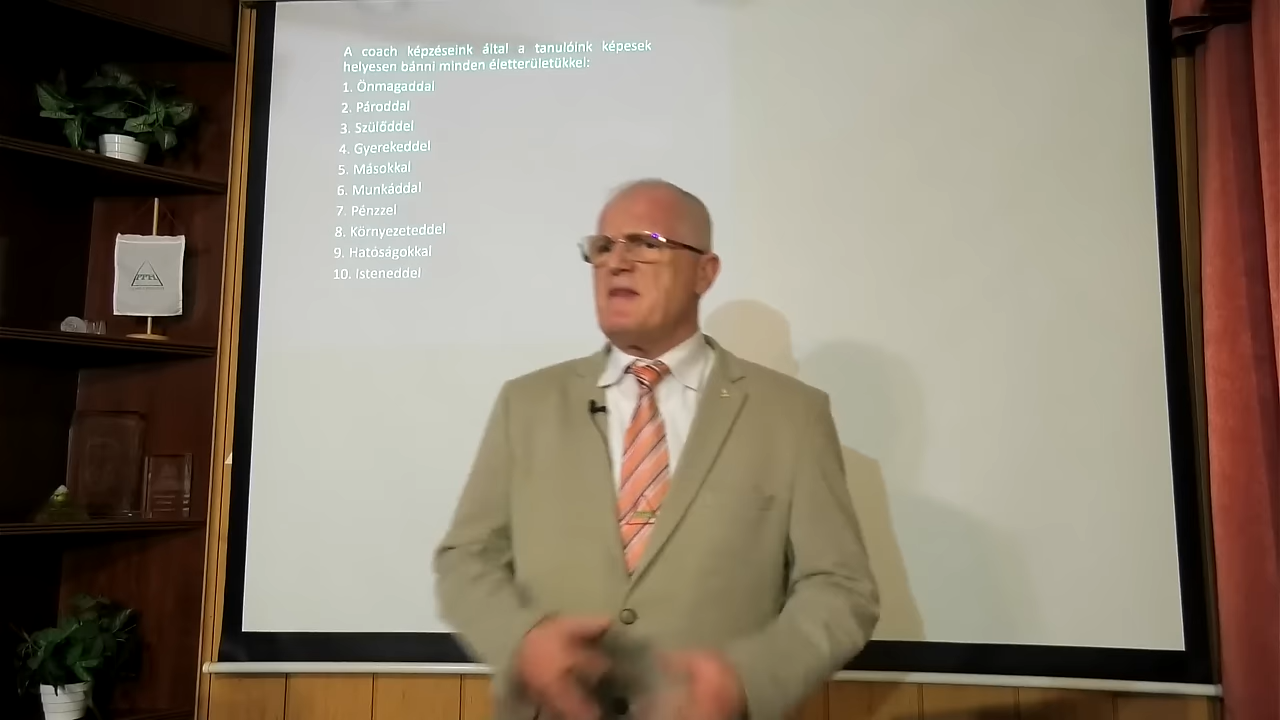 A coach képzéseink által a tanulóink képesek
helyesen bánni minden életterületükkel:
1. Önmagaddal
2. Pároddal
3. Szülőddel
4. Gyerekeddel
5. Másokkal
6. Munkáddal
7. Pénzzel
8. Környezeteddel
9. Hatóságokkal
10. Isteneddel